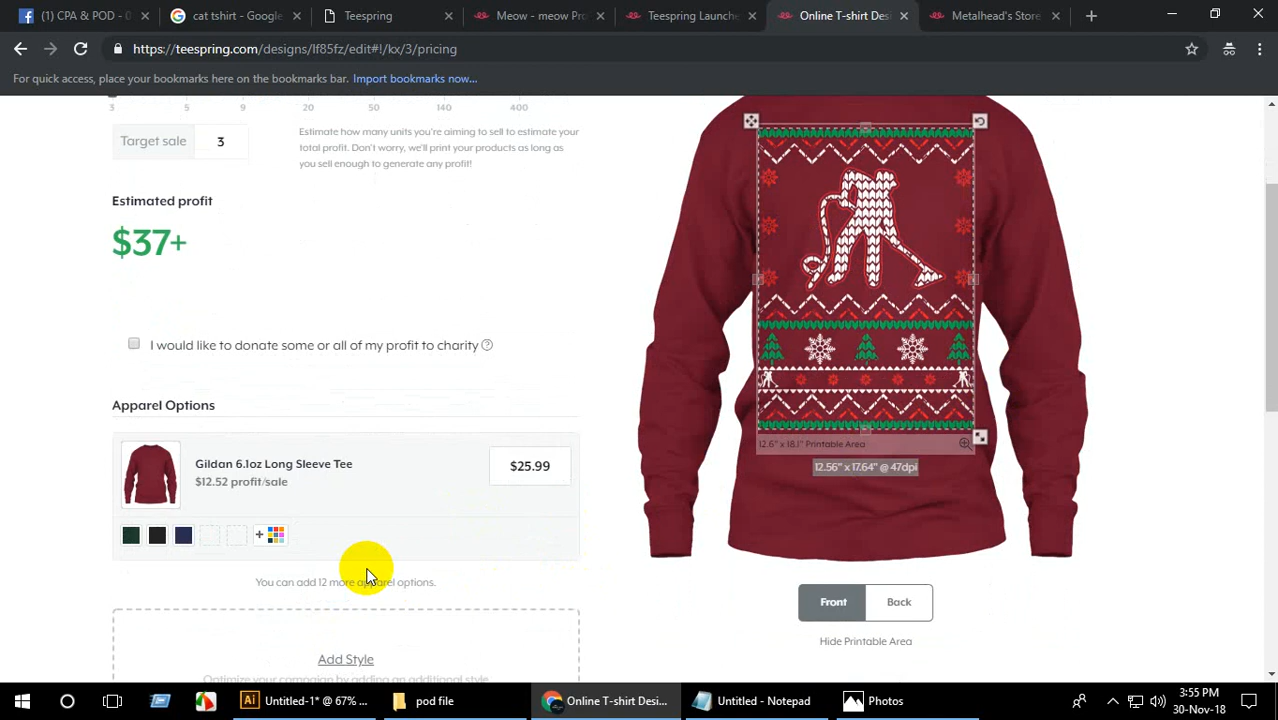 (1) CPA & POD - F
cat tshirt - Google
Teespring
Meow - meow Pro
Teespring Launche
Online T-shirt Desi
Metalhead's Store
https://teespring.com/designs/lf85fz/edit#!/kx/3/pricing
For quick access, place your bookmarks here on the bookmarks bar. Import bookmarks now...
3 5 9 20 50 140 400
Target sale 3
Estimate how many units you're aiming to sell to estimate your
total profit. Don't worry, we'll print your products as long as
you sell enough to generate any profit!
Estimated profit
$37+
I would like to donate some or all of my profit to charity ?
Apparel Options
Gildan 6.1oz Long Sleeve Tee
$12.52 profit/sale
$25.99
You can add 12 more apparel options.
Add Style
Optimize your campaign by adding an additional style
12.6" x 18.1" Printable Area
12.56" x 17.64" @ 47dpi
Front Back
Hide Printable Area
Untitled-1* @ 67% ...
pod file
Online T-shirt Desi...
Untitled - Notepad
Photos
3:55 PM
30-Nov-18